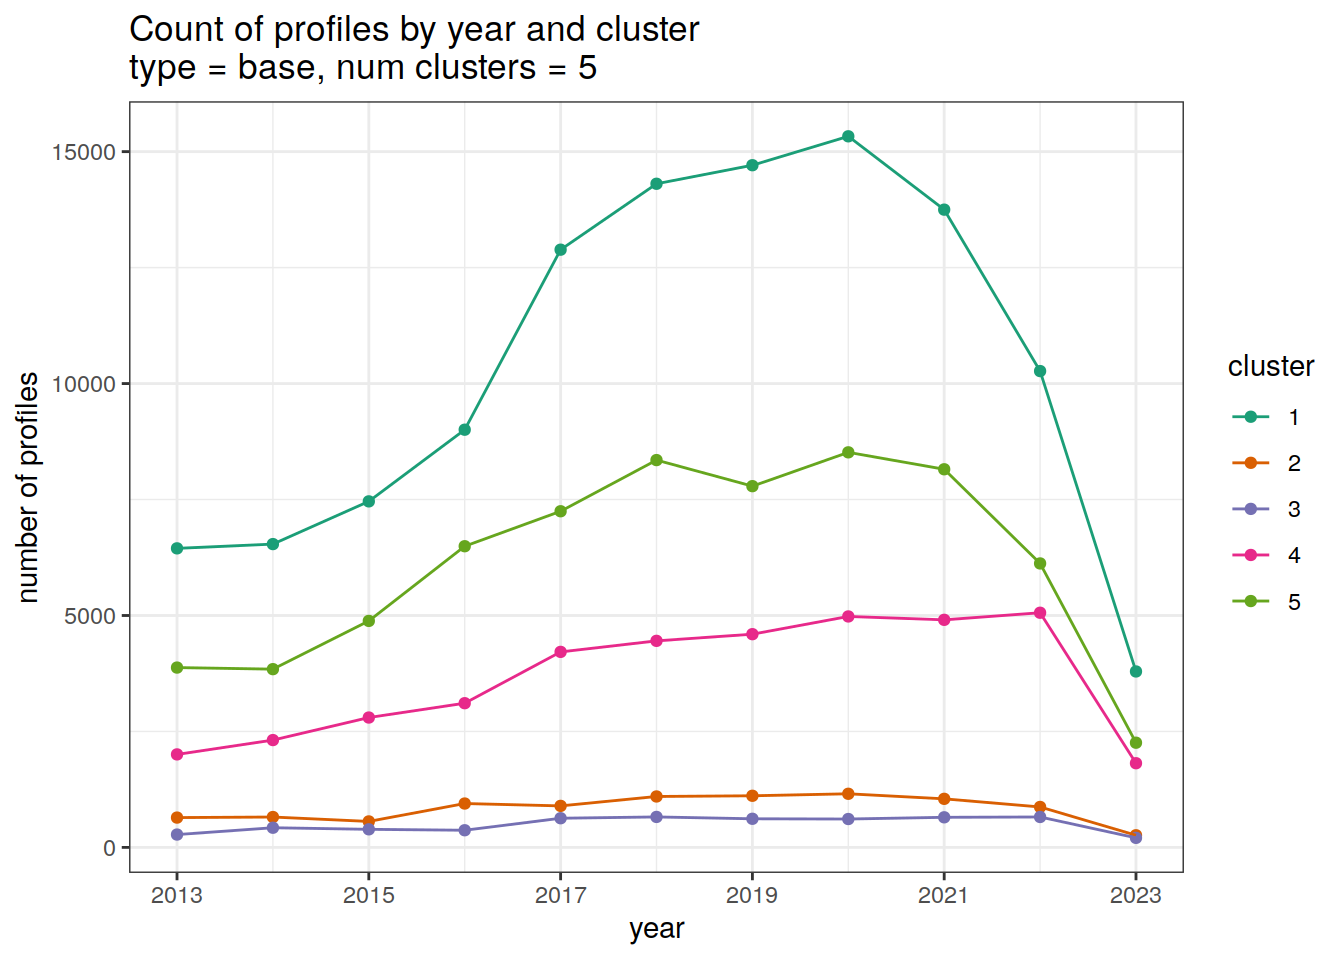 Count of profiles by year and cluster
type = base, num clusters = 5
15000
10000
5000
0
number of profiles
2013 2015 2017 2019 2021 2023
year
cluster
1
2
3
4
5